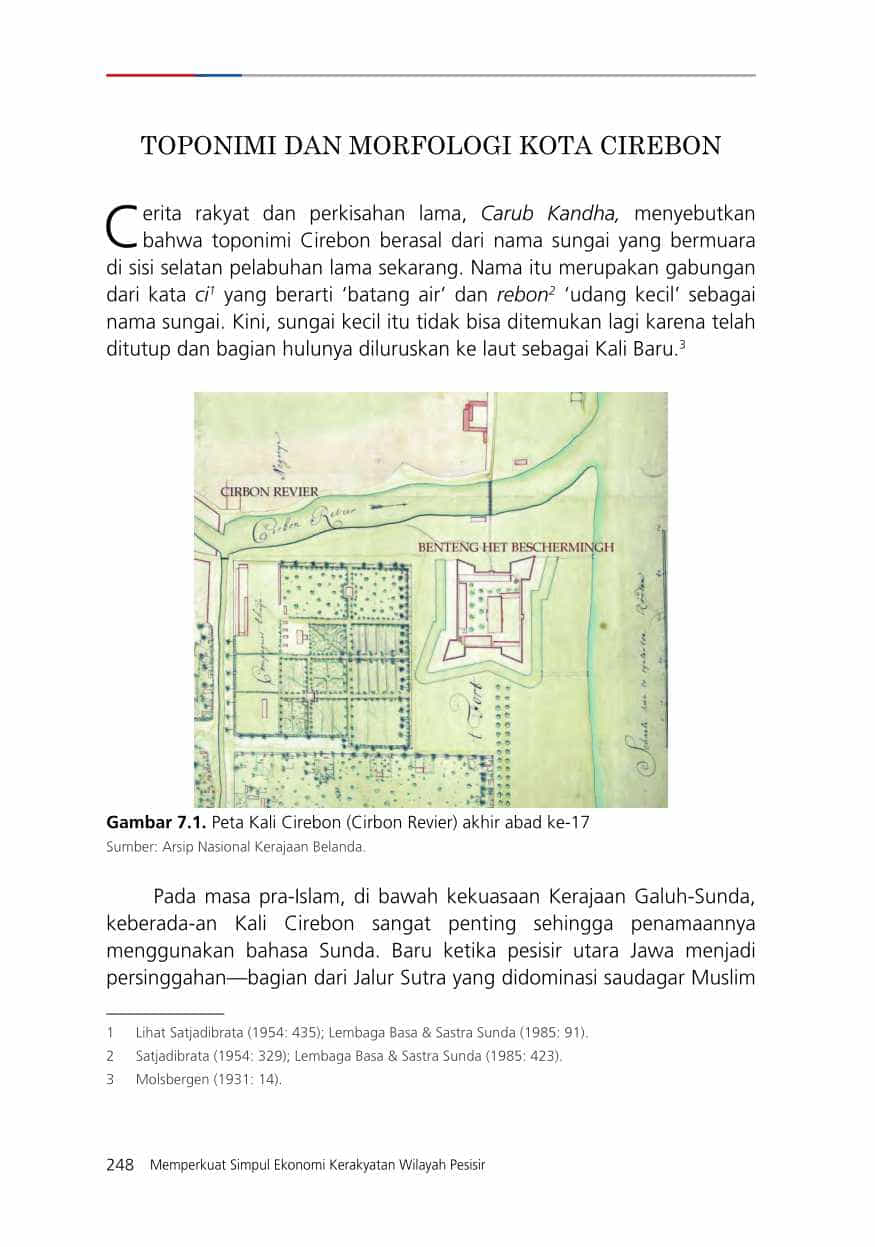 TOPONIMI DAN MORFOLOGI KOTA CIREBON
Cerita rakyat dan perkisahan lama, Carub Kandha, menyebutkan
bahwa toponimi Cirebon berasal dari nama sungai yang bermuara
di sisi selatan pelabuhan lama sekarang. Nama itu merupakan gabungan
dari kata ci¹ yang berarti ‘batang air’ dan rebon² ‘udang kecil’ sebagai
nama sungai. Kini, sungai kecil itu tidak bisa ditemukan lagi karena telah
ditutup dan bagian hulunya diluruskan ke laut sebagai Kali Baru.³
CIRBON REVIER
Cirbon Revier
BENTENG HET BESCHERMINGH
't Fort
Gambar 7.1. Peta Kali Cirebon (Cirbon Revier) akhir abad ke-17
Sumber: Arsip Nasional Kerajaan Belanda.
Pada masa pra-Islam, di bawah kekuasaan Kerajaan Galuh-Sunda,
keberada-an Kali Cirebon sangat penting sehingga penamaannya
menggunakan bahasa Sunda. Baru ketika pesisir utara Jawa menjadi
persinggahan—bagian dari Jalur Sutra yang didominasi saudagar Muslim
1 Lihat Satjadibrata (1954: 435); Lembaga Basa & Sastra Sunda (1985: 91).
2 Satjadibrata (1954: 329); Lembaga Basa & Sastra Sunda (1985: 423).
3 Molsbergen (1931: 14).
248 Memperkuat Simpul Ekonomi Kerakyatan Wilayah Pesisir